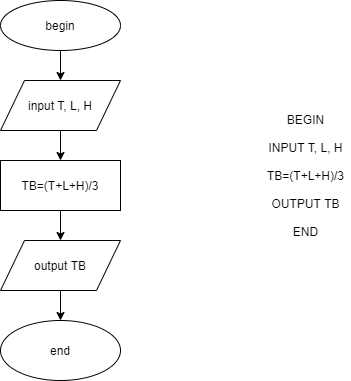 begin
input T, L, H
TB=(T+L+H)/3
output TB
end
BEGIN
INPUT T, L, H
TB=(T+L+H)/3
OUTPUT TB
END